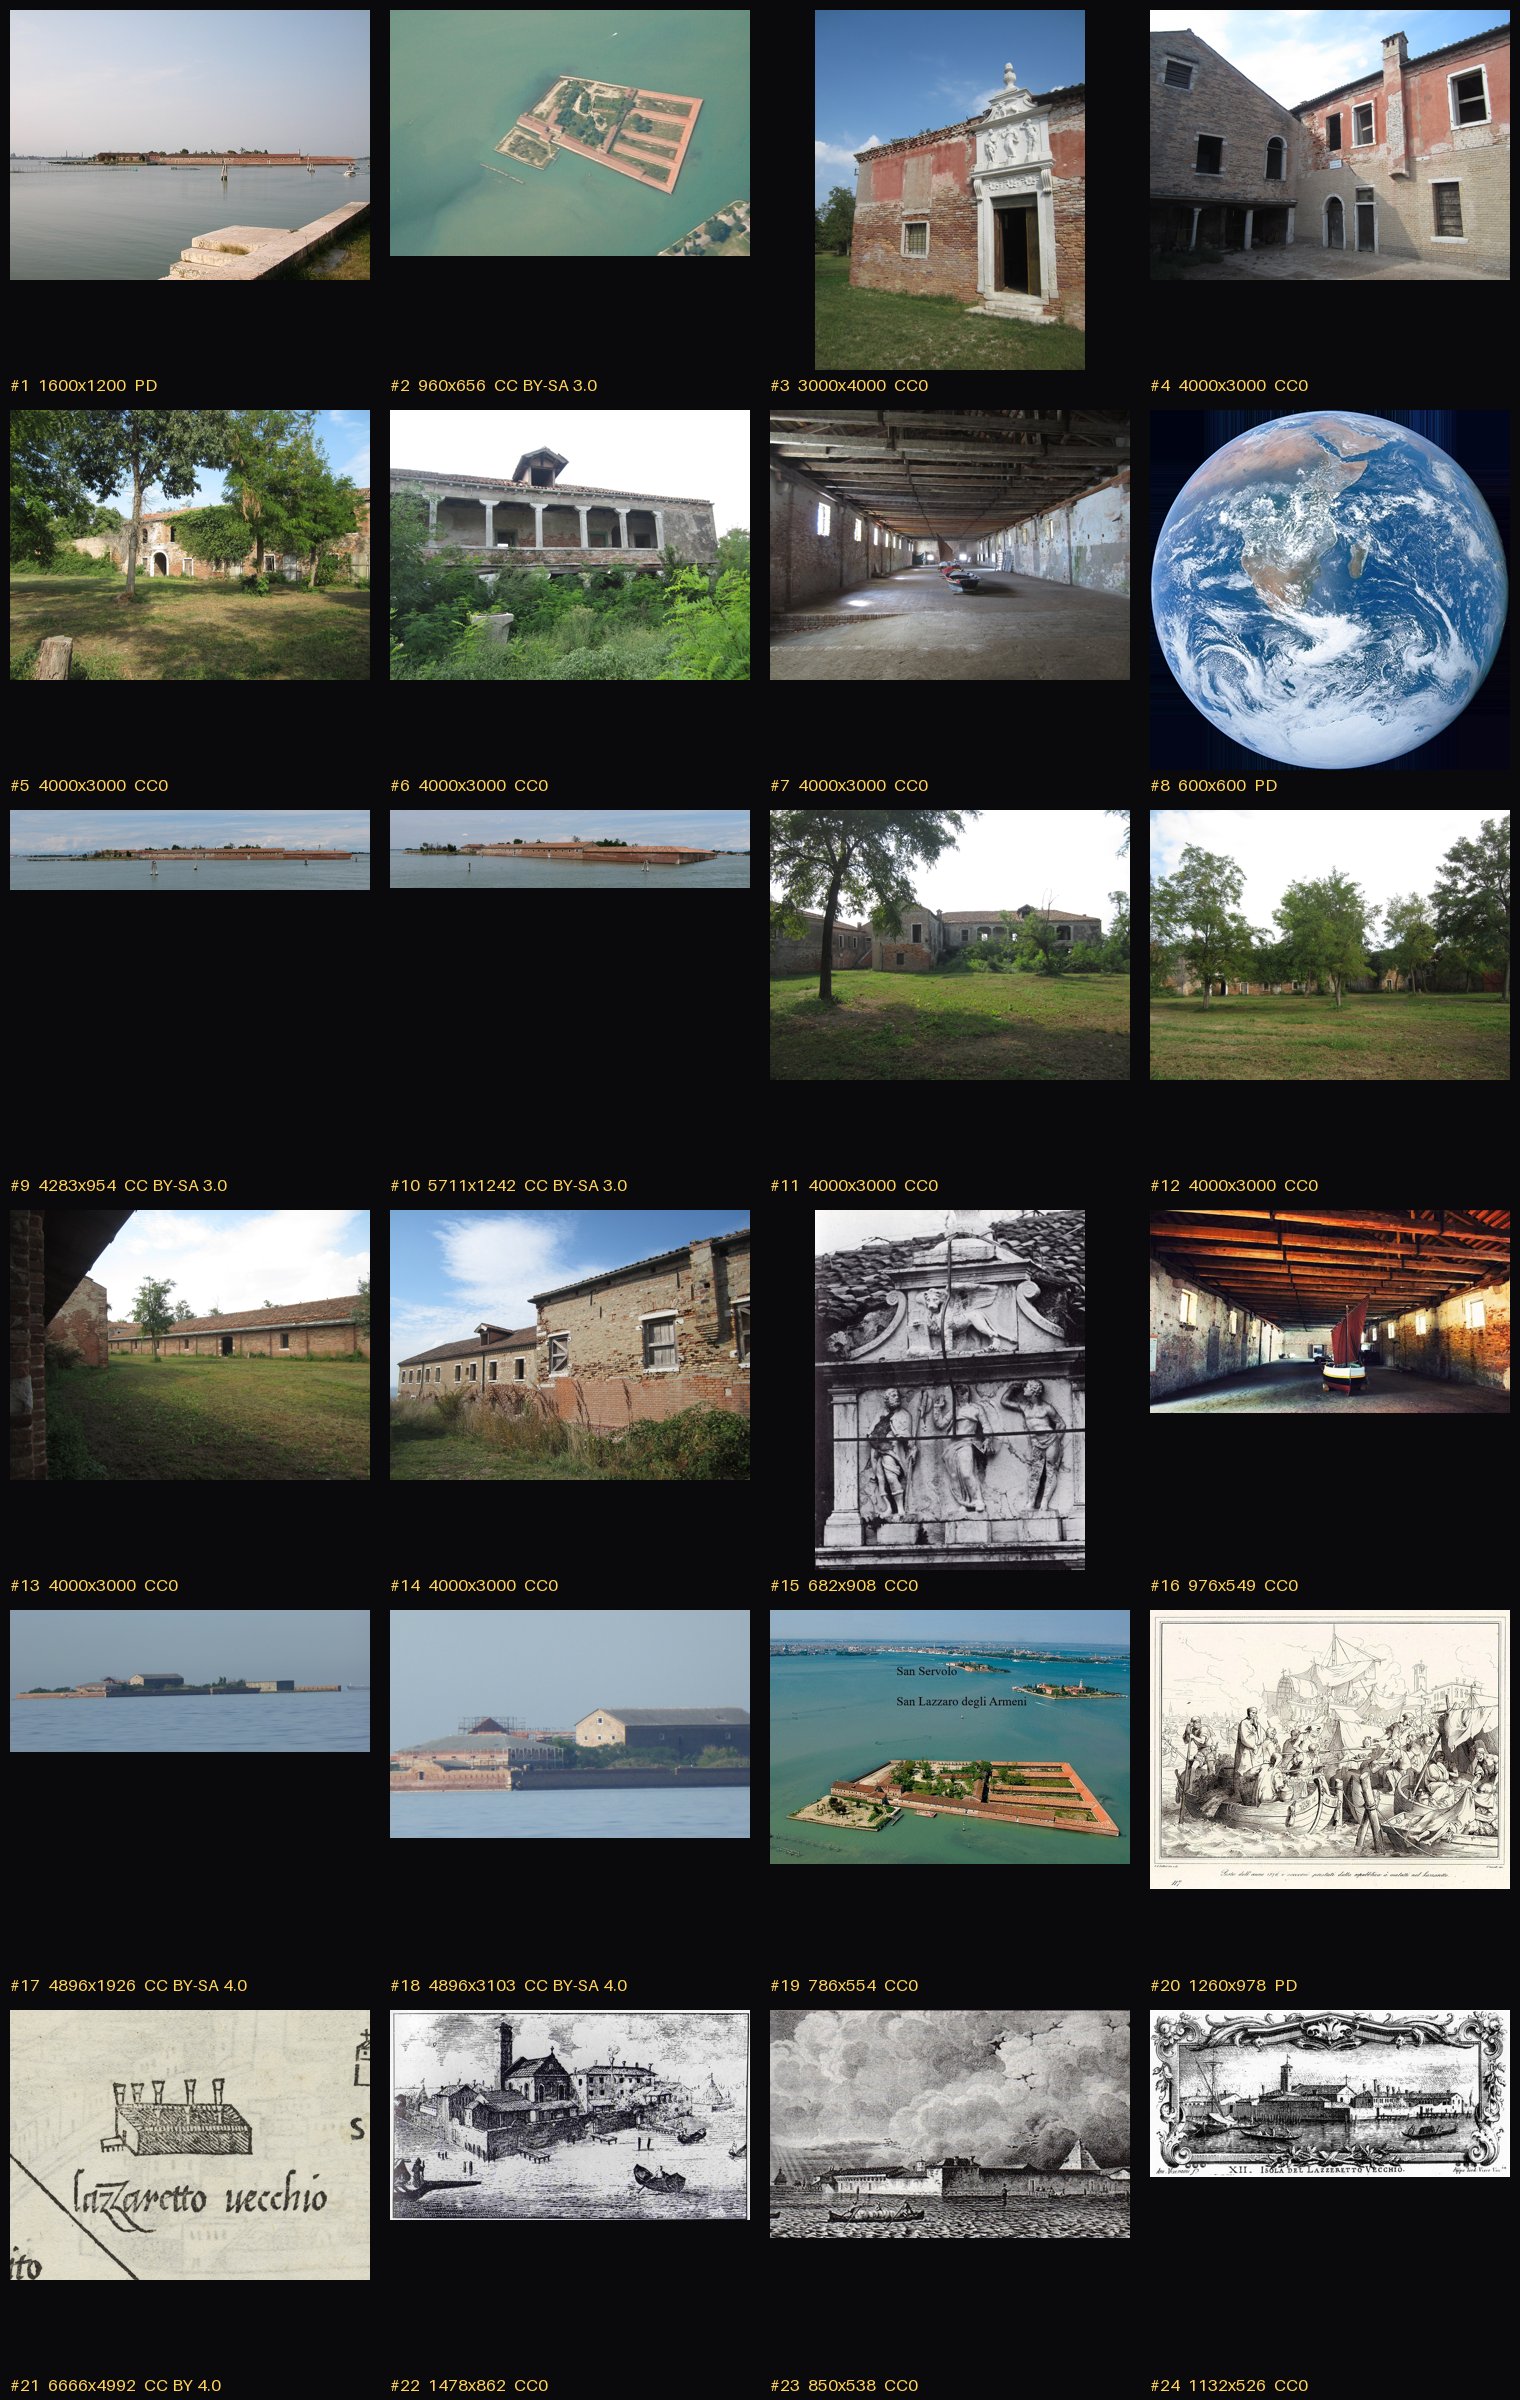 #1 1600x1200 PD
#2 960x656 CC BY-SA 3.0
#3 3000x4000 CC0
#4 4000x3000 CC0
#5 4000x3000 CC0
#6 4000x3000 CC0
#7 4000x3000 CC0
#8 600x600 PD
#9 4283x954 CC BY-SA 3.0
#10 5711x1242 CC BY-SA 3.0
#11 4000x3000 CC0
#12 4000x3000 CC0
#13 4000x3000 CC0
#14 4000x3000 CC0
#15 682x908 CC0
#16 976x549 CC0
San Servolo
San Lazzaro degli Armeni
#17 4896x1926 CC BY-SA 4.0
#18 4896x3103 CC BY-SA 4.0
#19 786x554 CC0
#20 1260x978 PD
lazzaretto vecchio
ito
XII. ISOLA DEL LAZZERETTO VECCHIO.
#21 6666x4992 CC BY 4.0
#22 1478x862 CC0
#23 850x538 CC0
#24 1132x526 CC0